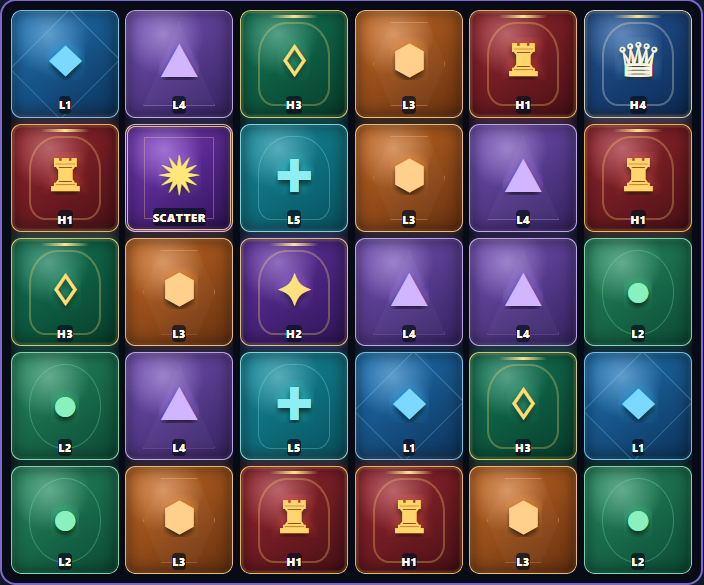 L1 L4 H3 L3 H1 H4
H1 SCATTER L5 L3 L4 H1
H3 L3 H2 L4 L4 L2
L2 L4 L5 L1 H3 L1
L2 L3 H1 H1 L3 L2